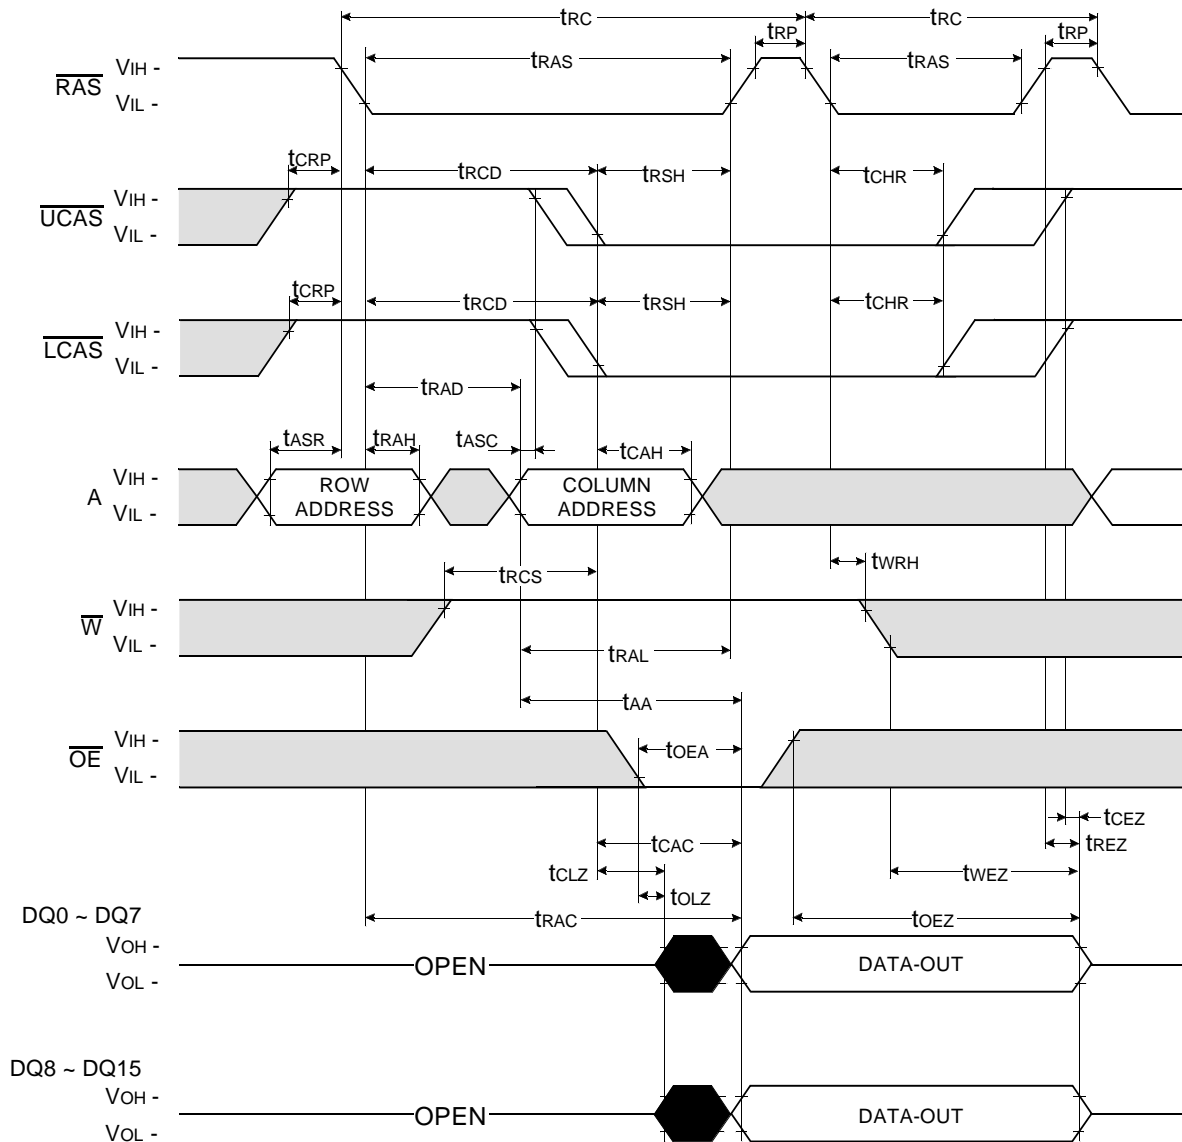 tRC tRC
tRP tRP
tRAS tRAS
RAS VIH -
VIL -
tCRP tRCD tRSH tCHR
UCAS VIH -
VIL -
tCRP tRCD tRSH tCHR
LCAS VIH -
VIL -
tRAD
tASR tRAH tASC tCAH
A VIH -
VIL -
ROW
ADDRESS
COLUMN
ADDRESS
tRCS tWRH
W VIH -
VIL -
tRAL
tAA
OE VIH -
VIL -
tOEA
tCEZ
tCAC tREZ
tCLZ tWEZ
tOLZ
DQ0 ~ DQ7 tRAC tOEZ
VOH -
VOL -
OPEN DATA-OUT
DQ8 ~ DQ15
VOH -
VOL -
OPEN DATA-OUT